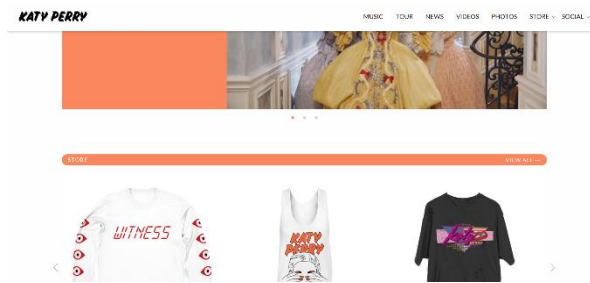 KATY PERRY
MUSIC TOUR NEWS VIDEOS PHOTOS STORE SOCIAL
STORE
VIEW ALL →
WITNESS
KATY
PERRY